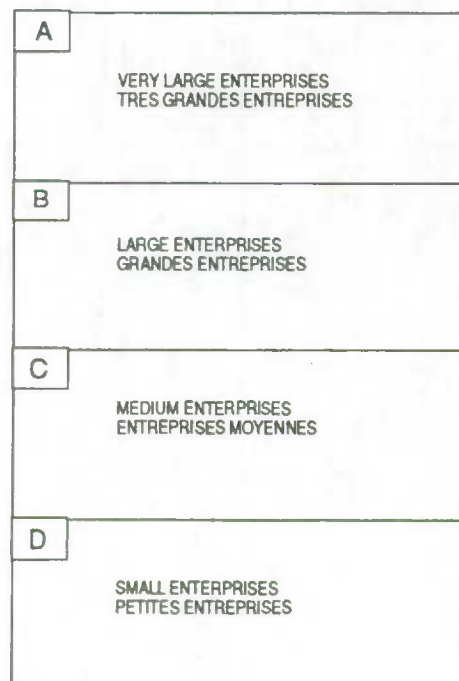 A
VERY LARGE ENTERPRISES
TRES GRANDES ENTREPRISES
B
LARGE ENTERPRISES
GRANDES ENTREPRISES
C
MEDIUM ENTERPRISES
ENTREPRISES MOYENNES
D
SMALL ENTERPRISES
PETITES ENTREPRISES